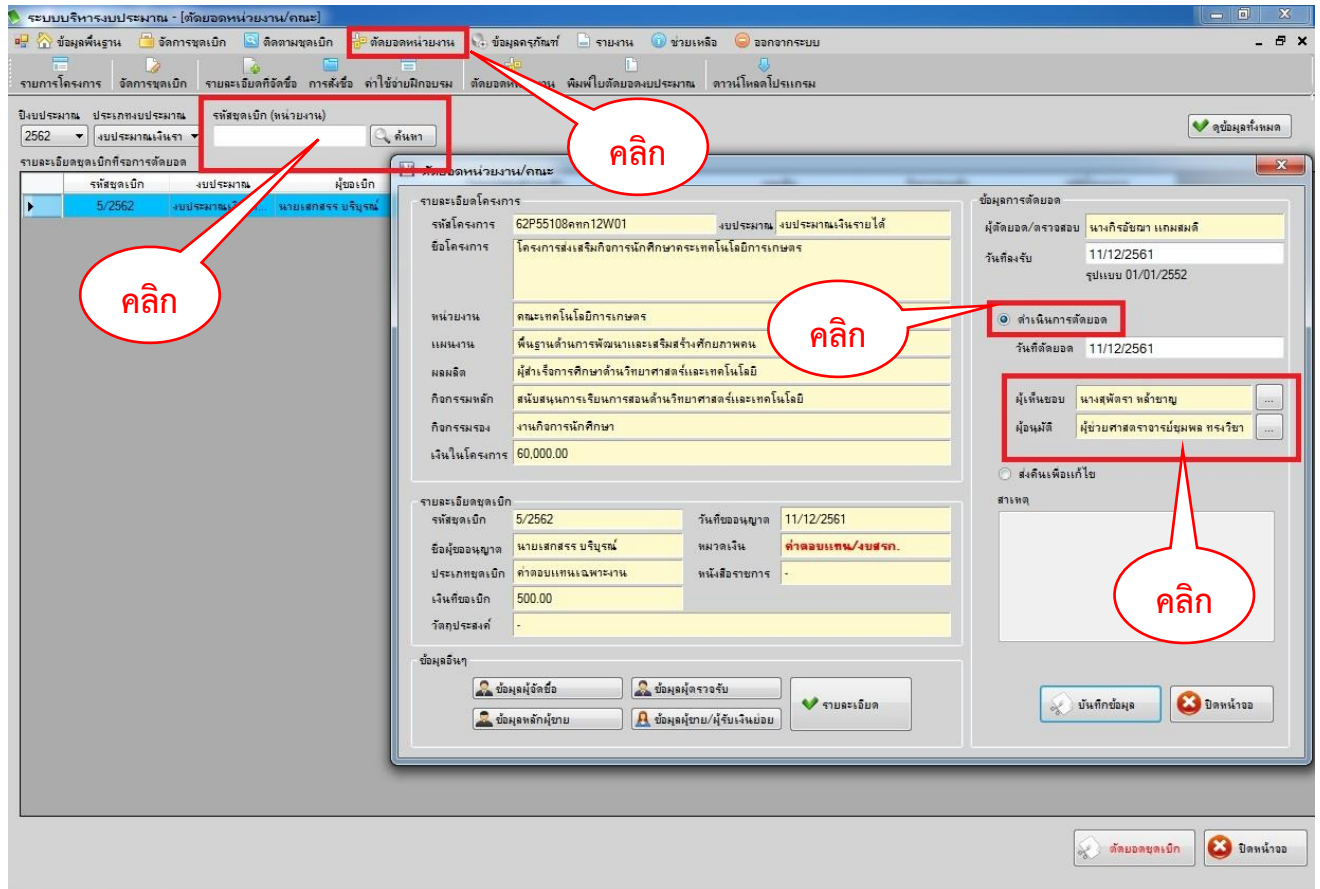 ระบบบริหารงบประมาณ - [ตัดยอดหน่วยงาน/คณะ]
ข้อมูลพื้นฐาน จัดการชุดเบิก ติดตามชุดเบิก ตัดยอดหน่วยงาน ข้อมูลครุภัณฑ์ รายงาน ช่วยเหลือ ออกจากระบบ
รายการโครงการ จัดการชุดเบิก รายละเอียดที่จัดซื้อ การสั่งซื้อ ค่าใช้จ่ายฝึกอบรม พิมพ์ใบตัดยอดงบประมาณ ดาวน์โหลดโปรแกรม
ปีงบประมาณ ประเภทงบประมาณ รหัสชุดเบิก (หน่วยงาน)
2562 งบประมาณเงินรา ค้นหา ดูข้อมูลทั้งหมด
คลิก
รายละเอียดชุดเบิกที่รอการตัดยอด
รหัสชุดเบิก งบประมาณ ผู้ขอเบิก
5/2562 นายเสกสรร บริบูรณ์
คลิก
ตัดยอดหน่วยงาน/คณะ
รายละเอียดโครงการ
รหัสโครงการ 62P55108คทก12W01 งบประมาณ งบประมาณเงินรายได้
ชื่อโครงการ โครงการส่งเสริมกิจการนักศึกษาคระเทคโนโลยีการเกษตร
หน่วยงาน คณะเทคโนโลยีการเกษตร
แผนงาน พื้นฐานด้านการพัฒนาและเสริมสร้างศักยภาพคน
ผลผลิต ผู้สำเร็จการศึกษาด้านวิทยาศาสตร์และเทคโนโลยี
กิจกรรมหลัก สนับสนุนการเรียนการสอนด้านวิทยาศาสตร์และเทคโนโลยี
กิจกรรมรอง งานกิจการนักศึกษา
เงินในโครงการ 60,000.00
คลิก
รายละเอียดชุดเบิก
รหัสชุดเบิก 5/2562 วันที่ขออนุญาต 11/12/2561
ชื่อผู้ขออนุญาต นายเสกสรร บริบูรณ์ หมวดเงิน ค่าตอบแทน/งบสรก.
ประเภทชุดเบิก ค่าตอบแทนเฉพาะงาน หนังสือราชการ -
เงินที่ขอเบิก 500.00
วัตถุประสงค์ -
ข้อมูลอื่นๆ
ข้อมูลผู้จัดซื้อ ข้อมูลผู้ตรวจรับ
ข้อมูลหลักผู้ขาย ข้อมูลผู้ขาย/ผู้รับเงินย่อย
รายละเอียด
ข้อมูลการตัดยอด
ผู้ตัดยอด/ตรวจสอบ
วันที่ลงรับ 11/12/2561
รูปแบบ 01/01/2552
ดำเนินการตัดยอด
วันที่ตัดยอด 11/12/2561
ผู้เห็นชอบ นางสุพัตรา หล้าชาญ ...
ผู้อนุมัติ ผู้ช่วยศาสตราจารย์ชุมพล ทรงวิชา ...
ส่งคืนเพื่อแก้ไข
สาเหตุ
คลิก
บันทึกข้อมูล ปิดหน้าจอ
ตัดยอดชุดเบิก ปิดหน้าจอ